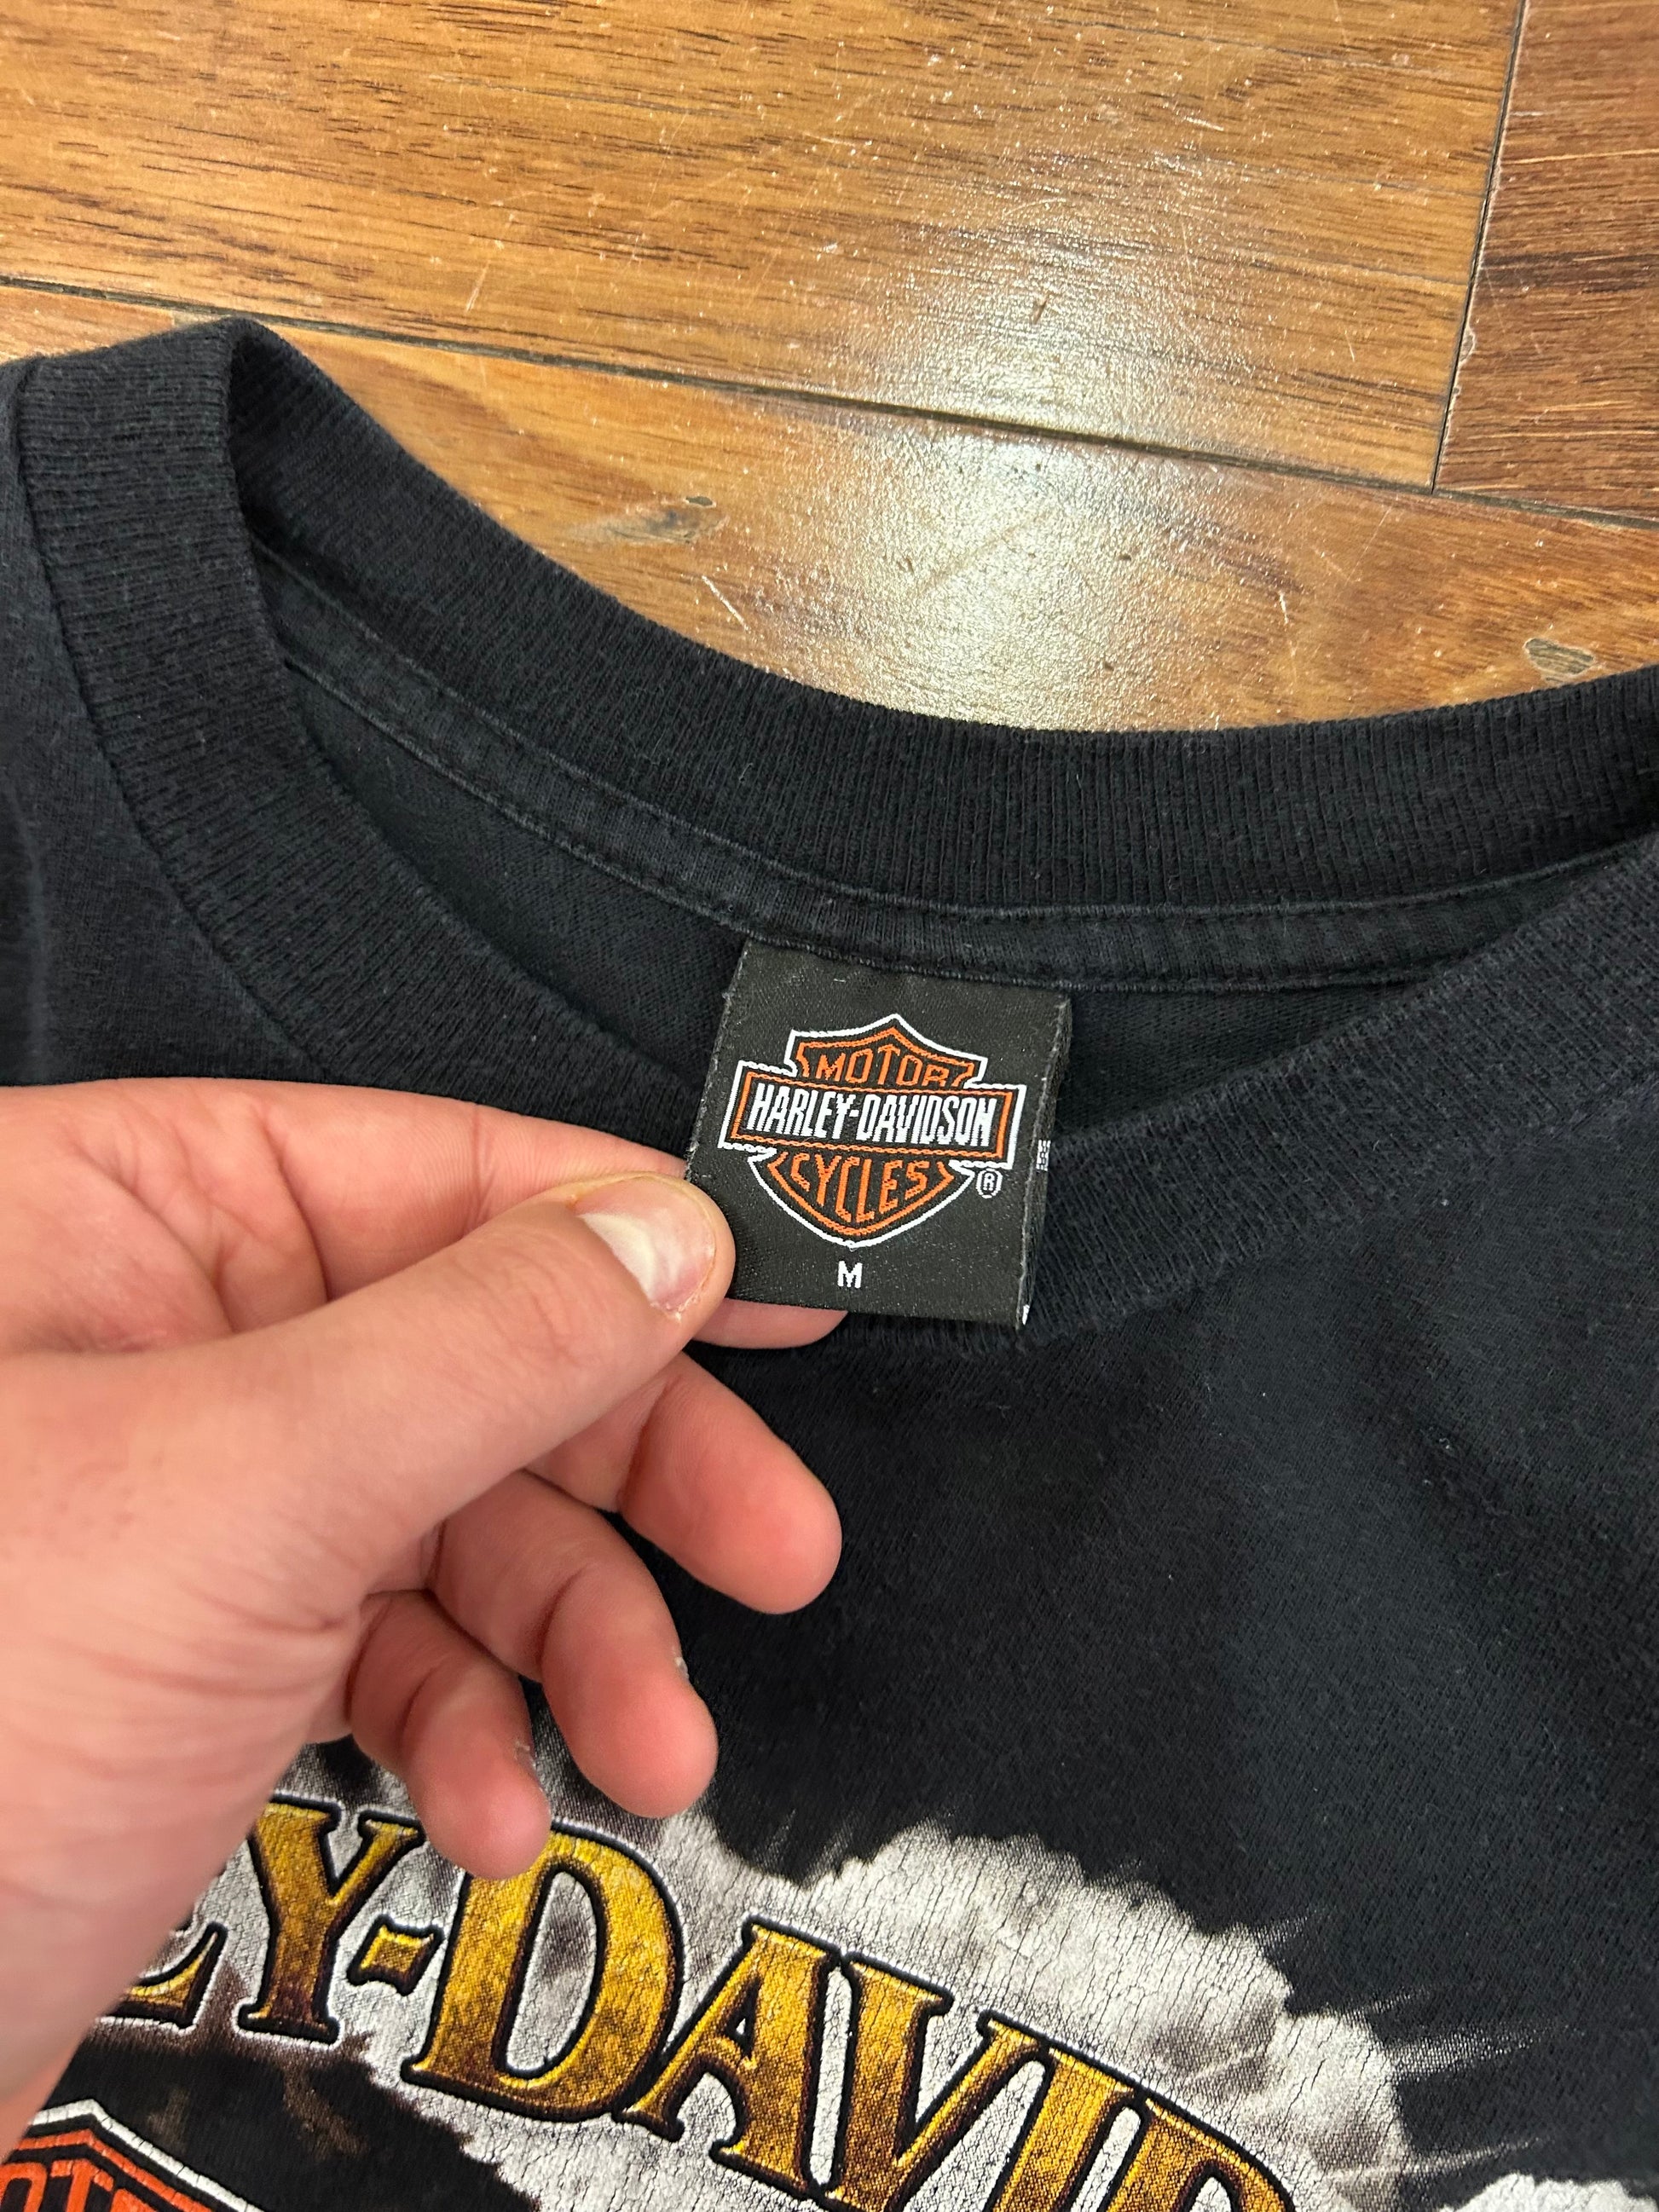 MOTOR
HARLEY-DAVIDSON
CYCLES
®
M
EY-DAVID